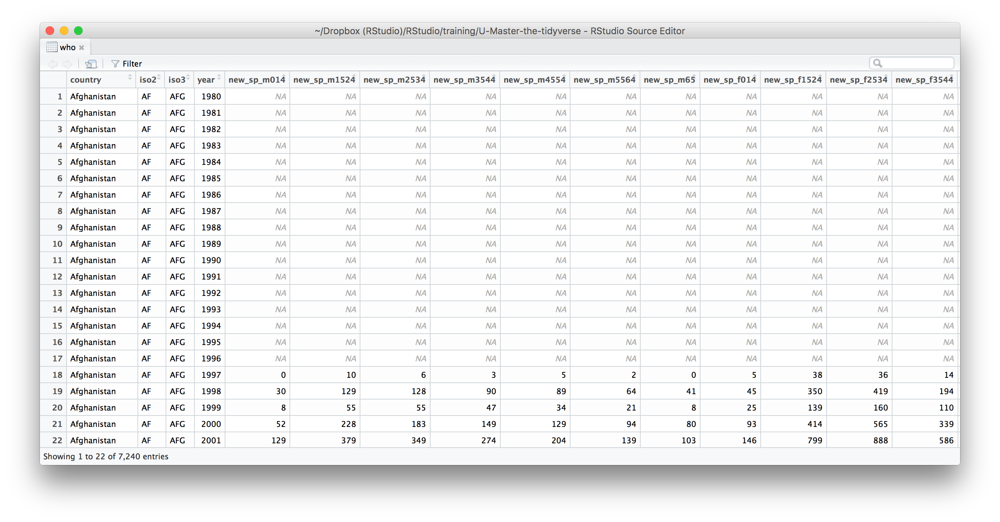 ~/Dropbox (RStudio)/RStudio/training/U-Master-the-tidyverse - RStudio Source Editor
who
Filter
country iso2 iso3 year new_sp_m014 new_sp_m1524 new_sp_m2534 new_sp_m3544 new_sp_m4554 new_sp_m5564 new_sp_m65 new_sp_f014 new_sp_f1524 new_sp_f2534 new_sp_f3544
1 Afghanistan AF AFG 1980 NA NA NA NA NA NA NA NA NA NA NA
2 Afghanistan AF AFG 1981 NA NA NA NA NA NA NA NA NA NA NA
3 Afghanistan AF AFG 1982 NA NA NA NA NA NA NA NA NA NA NA
4 Afghanistan AF AFG 1983 NA NA NA NA NA NA NA NA NA NA NA
5 Afghanistan AF AFG 1984 NA NA NA NA NA NA NA NA NA NA NA
6 Afghanistan AF AFG 1985 NA NA NA NA NA NA NA NA NA NA NA
7 Afghanistan AF AFG 1986 NA NA NA NA NA NA NA NA NA NA NA
8 Afghanistan AF AFG 1987 NA NA NA NA NA NA NA NA NA NA NA
9 Afghanistan AF AFG 1988 NA NA NA NA NA NA NA NA NA NA NA
10 Afghanistan AF AFG 1989 NA NA NA NA NA NA NA NA NA NA NA
11 Afghanistan AF AFG 1990 NA NA NA NA NA NA NA NA NA NA NA
12 Afghanistan AF AFG 1991 NA NA NA NA NA NA NA NA NA NA NA
13 Afghanistan AF AFG 1992 NA NA NA NA NA NA NA NA NA NA NA
14 Afghanistan AF AFG 1993 NA NA NA NA NA NA NA NA NA NA NA
15 Afghanistan AF AFG 1994 NA NA NA NA NA NA NA NA NA NA NA
16 Afghanistan AF AFG 1995 NA NA NA NA NA NA NA NA NA NA NA
17 Afghanistan AF AFG 1996 NA NA NA NA NA NA NA NA NA NA NA
18 Afghanistan AF AFG 1997 0 10 6 3 5 2 0 5 38 36 14
19 Afghanistan AF AFG 1998 30 129 128 90 89 64 41 45 350 419 194
20 Afghanistan AF AFG 1999 8 55 55 47 34 21 8 25 139 160 110
21 Afghanistan AF AFG 2000 52 228 183 149 129 94 80 93 414 565 339
22 Afghanistan AF AFG 2001 129 379 349 274 204 139 103 146 799 888 586
Showing 1 to 22 of 7,240 entries